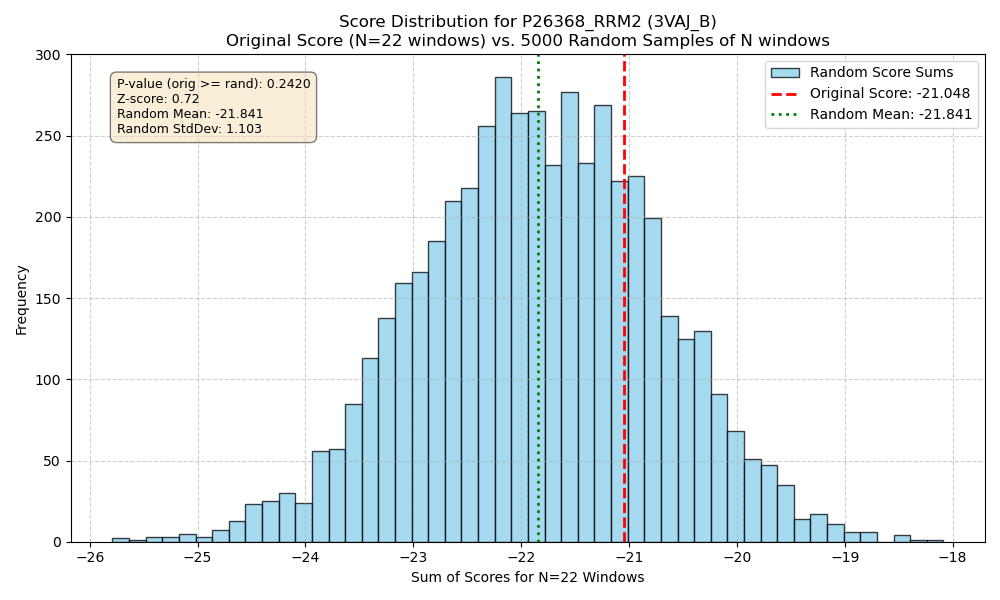 Score Distribution for P26368_RRM2 (3VAJ_B)
Original Score (N=22 windows) vs. 5000 Random Samples of N windows
P-value (orig >= rand): 0.2420
Z-score: 0.72
Random Mean: -21.841
Random StdDev: 1.103
Random Score Sums
Original Score: -21.048
Random Mean: -21.841
Frequency
300
250
200
150
100
50
0
−26 −25 −24 −23 −22 −21 −20 −19 −18
Sum of Scores for N=22 Windows